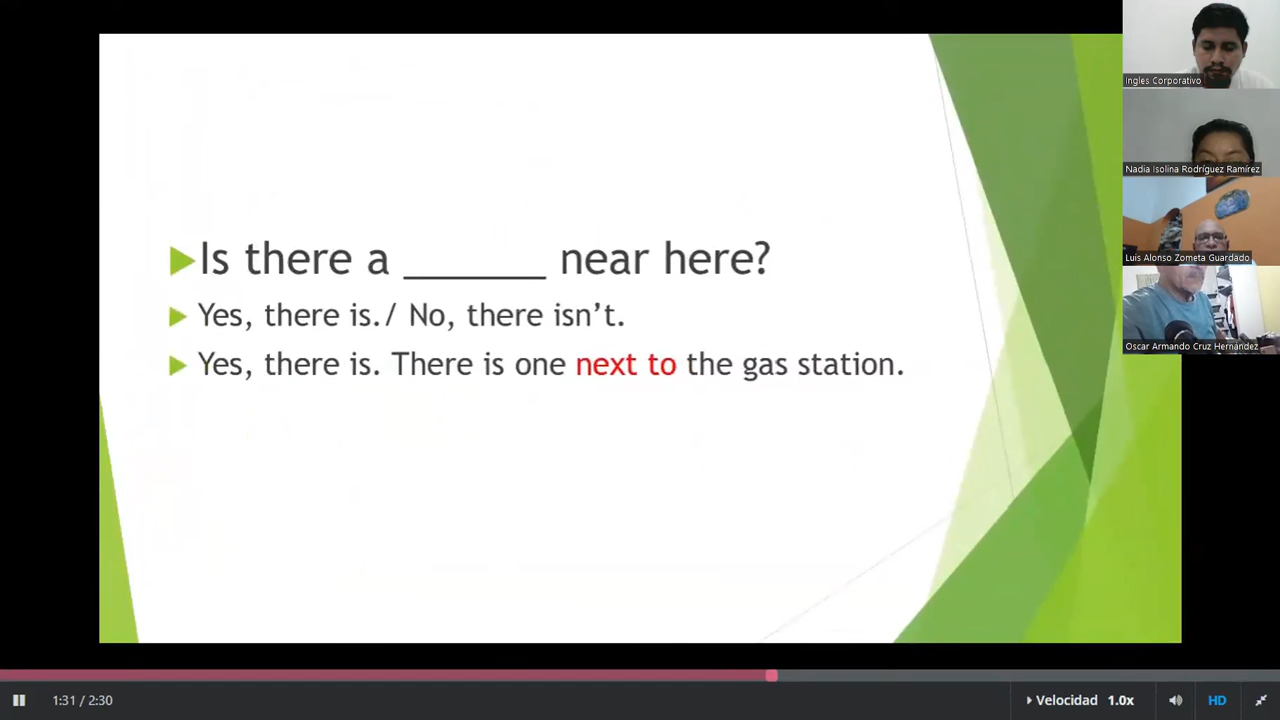 Is there a ______ near here?
Yes, there is./ No, there isn't.
Yes, there is. There is one next to the gas station.
Ingles Corporativo
Nadia Isolina Rodríguez Ramírez
Luis Alonso Zometa Guardado
Oscar Armando Cruz Hernández
1:31 / 2:30
Velocidad 1.0x
HD